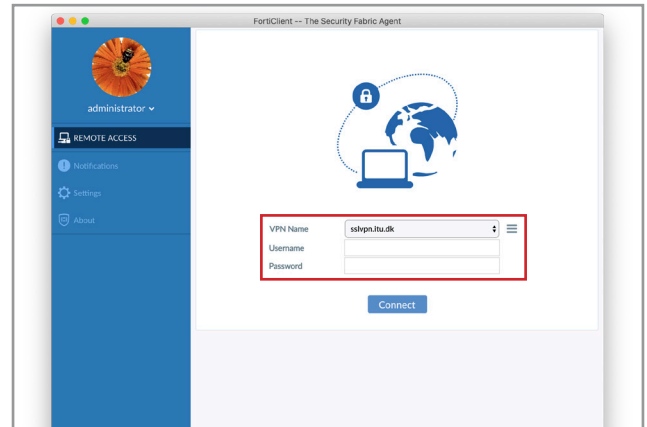 FortiClient -- The Security Fabric Agent
administrator
REMOTE ACCESS
Notifications
Settings
About
VPN Name
sslvpn.itu.dk
Username
Password
Connect